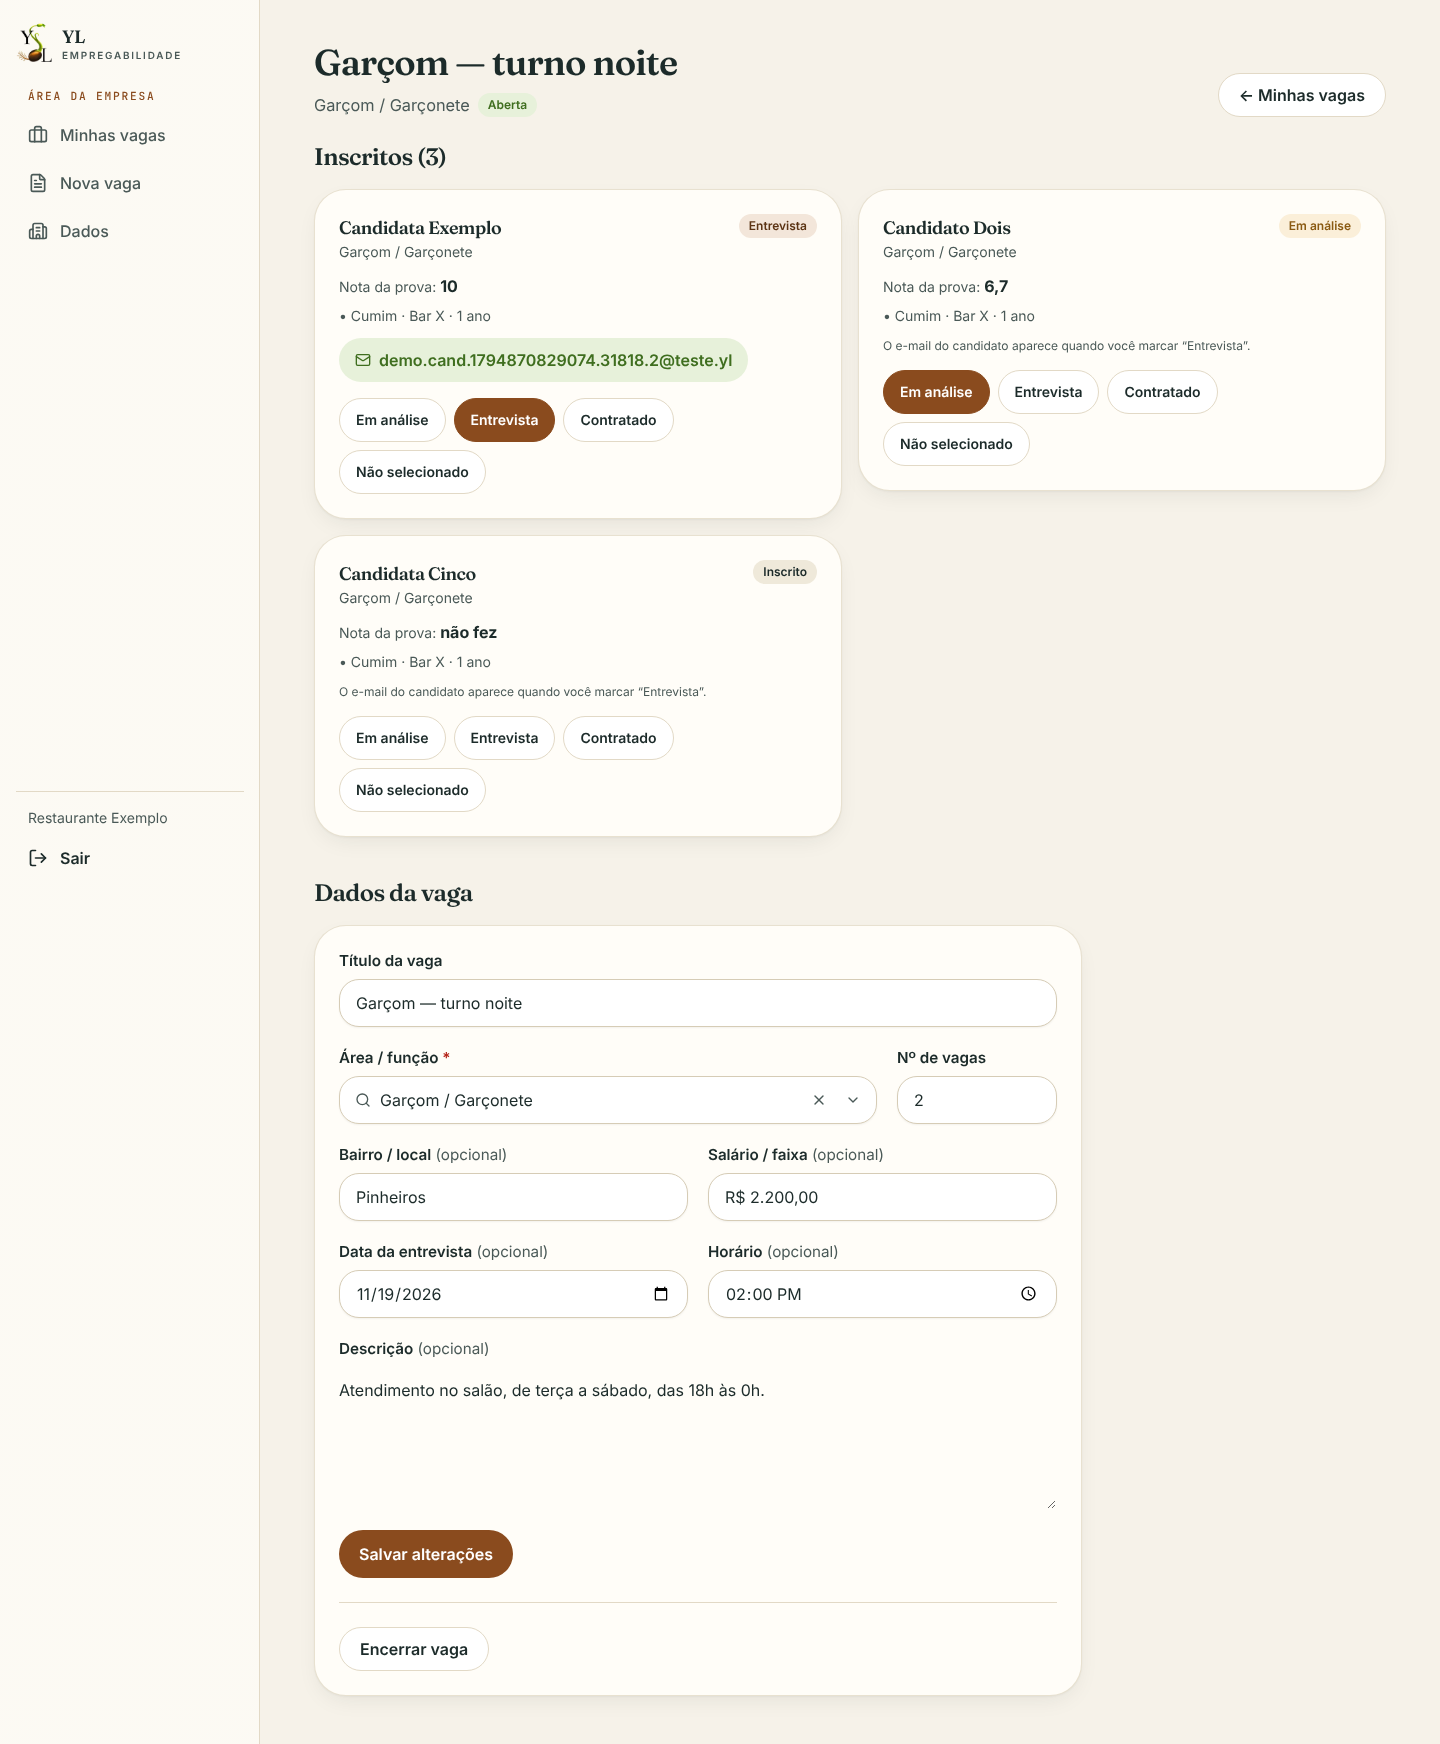 YL
YL
EMPREGABILIDADE
ÁREA DA EMPRESA
Minhas vagas
Nova vaga
Dados
Restaurante Exemplo
Sair
Garçom — turno noite
Garçom / Garçonete Aberta
← Minhas vagas
Inscritos (3)
Candidata Exemplo Entrevista
Garçom / Garçonete
Nota da prova: 10
• Cumim · Bar X · 1 ano
demo.cand.1794870829074.31818.2@teste.yl
Em análise Entrevista Contratado
Não selecionado
Candidato Dois Em análise
Garçom / Garçonete
Nota da prova: 6,7
• Cumim · Bar X · 1 ano
O e-mail do candidato aparece quando você marcar “Entrevista”.
Em análise Entrevista Contratado
Não selecionado
Candidata Cinco Inscrito
Garçom / Garçonete
Nota da prova: não fez
• Cumim · Bar X · 1 ano
O e-mail do candidato aparece quando você marcar “Entrevista”.
Em análise Entrevista Contratado
Não selecionado
Dados da vaga
Título da vaga
Garçom — turno noite
Área / função * Nº de vagas
Garçom / Garçonete 2
Bairro / local (opcional) Salário / faixa (opcional)
Pinheiros R$ 2.200,00
Data da entrevista (opcional) Horário (opcional)
11/19/2026 02:00 PM
Descrição (opcional)
Atendimento no salão, de terça a sábado, das 18h às 0h.
Salvar alterações
Encerrar vaga